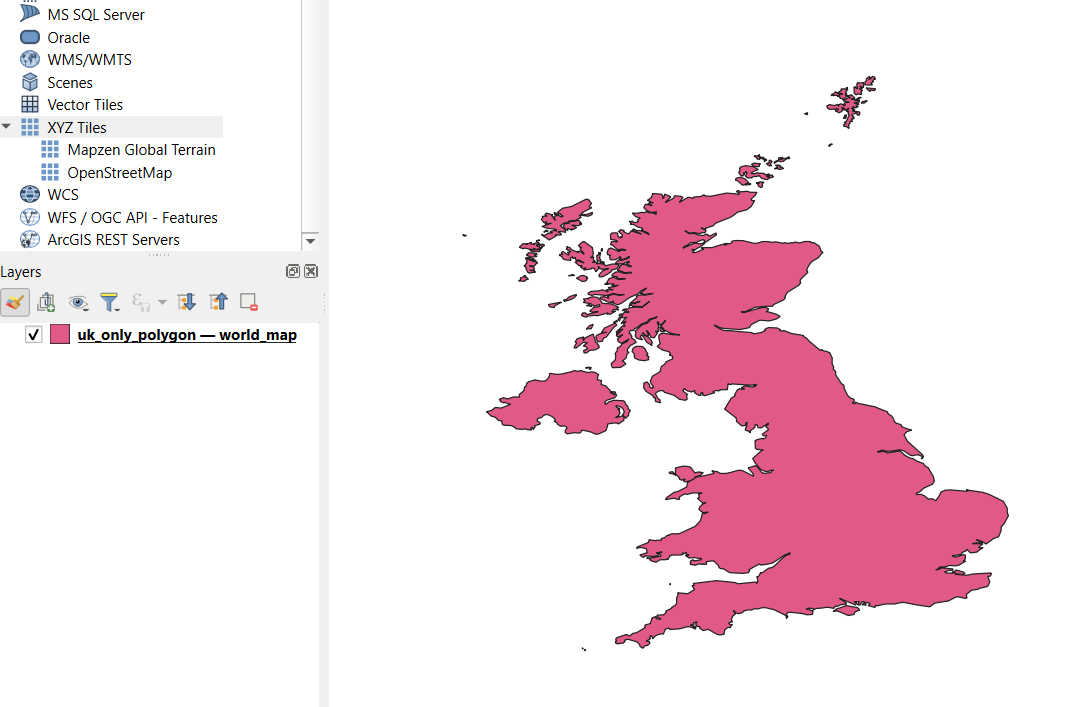 MS SQL Server
Oracle
WMS/WMTS
Scenes
Vector Tiles
XYZ Tiles
Mapzen Global Terrain
OpenStreetMap
WCS
WFS / OGC API - Features
ArcGIS REST Servers
Layers
uk_only_polygon — world_map